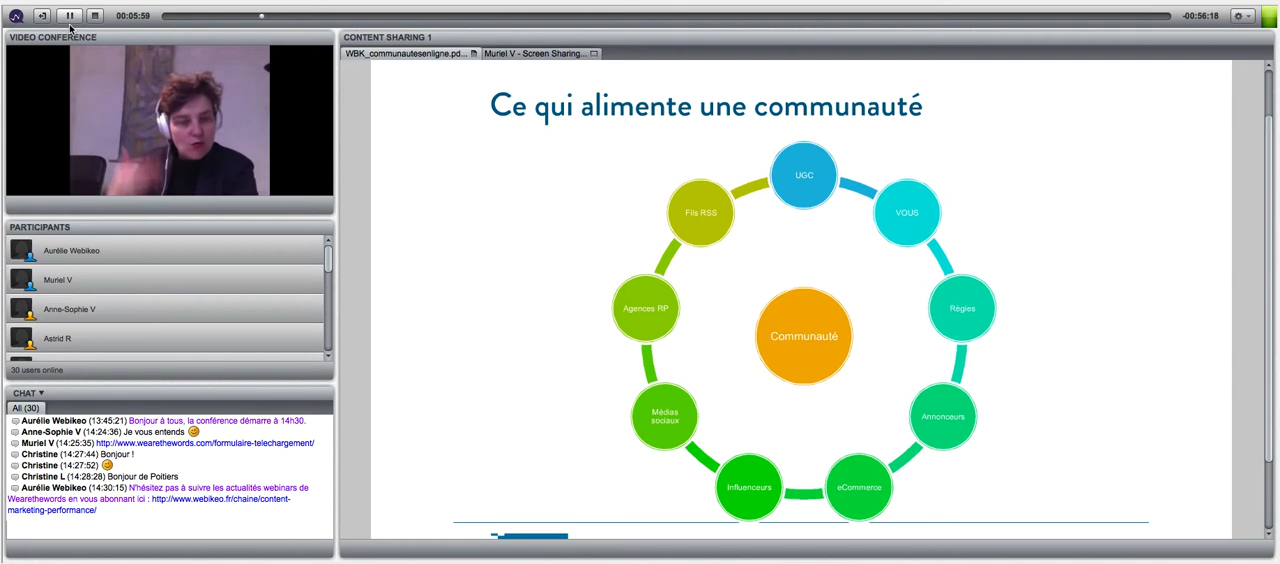 00:05:59
-00:56:18
VIDEO CONFERENCE
PARTICIPANTS
Aurélie Webikeo
Muriel V
Anne-Sophie V
Astrid R
30 users online
CHAT
All (30)
Aurélie Webikeo (13:45:21) Bonjour à tous, la conférence démarre à 14h30.
Anne-Sophie V (14:24:36) Je vous entends
Muriel V (14:25:35) http://www.wearethewords.com/formulaire-telechargement/
Christine (14:27:44) Bonjour !
Christine (14:27:52)
Christine L (14:28:28) Bonjour de Poitiers
Aurélie Webikeo (14:30:15) N'hésitez pas à suivre les actualités webinars de
Wearethewords en vous abonnant ici : http://www.webikeo.fr/chaine/content-
marketing-performance/
CONTENT SHARING 1
WBK_communautesenligne.pd...
Muriel V - Screen Sharing...
Ce qui alimente une communauté
UGC
VOUS
Régies
Annonceurs
eCommerce
Influenceurs
Médias
sociaux
Agences RP
Fils RSS
Communauté